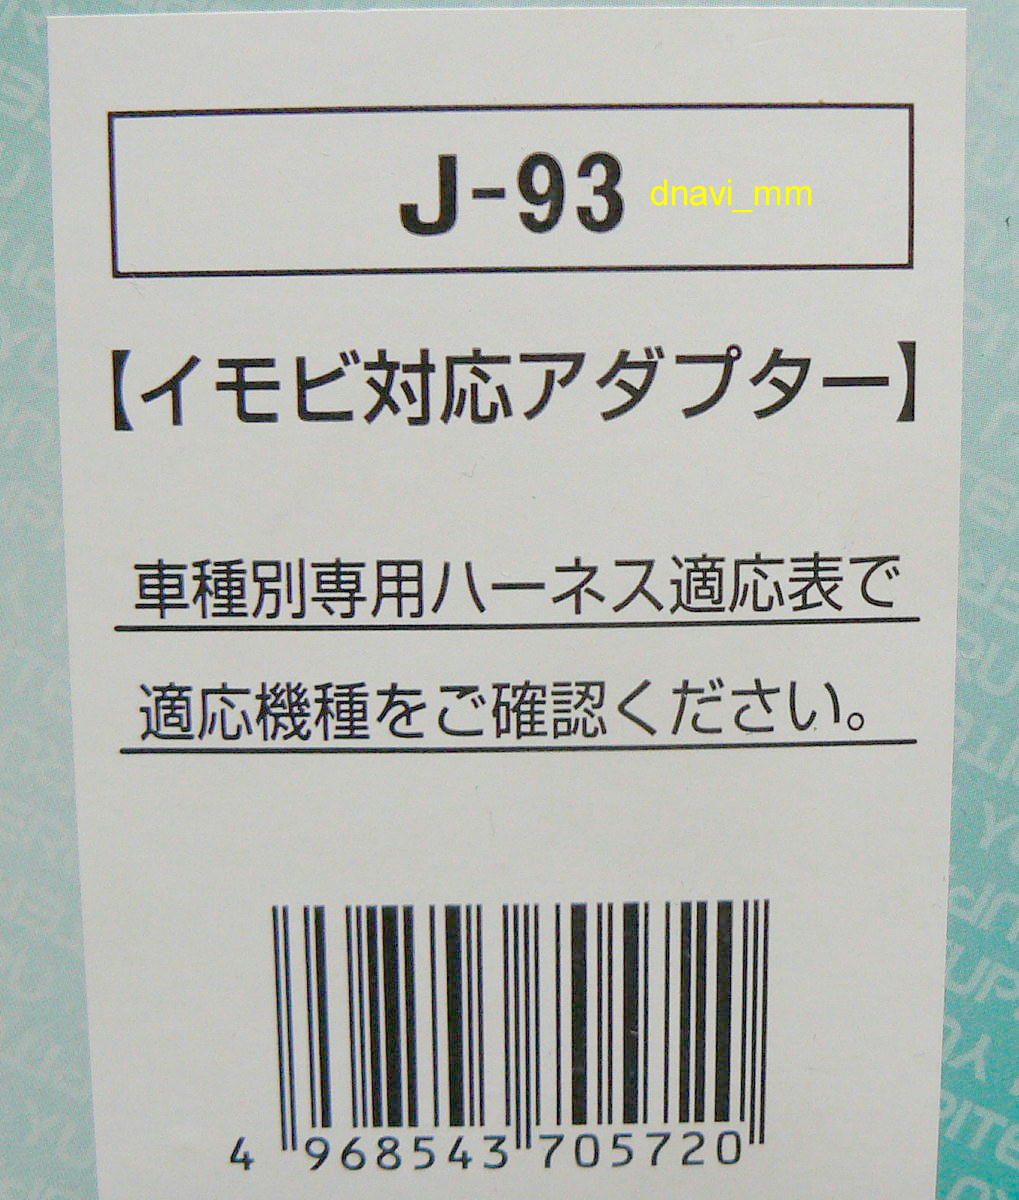 J-93
dnavi_mm
【イモビ対応アダプター】
車種別専用ハーネス適応表で
適応機種をご確認ください。
4 968543 705720